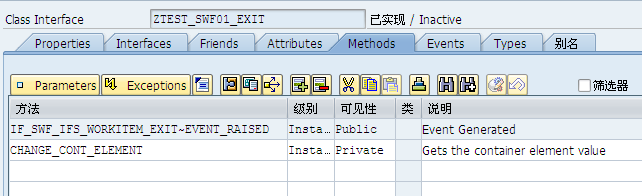 Class Interface ZTEST_SWF01_EXIT 已实现 / Inactive
Properties Interfaces Friends Attributes Methods Events Types 别名
Parameters Exceptions 筛选器
方法 级别 可见性 类 说明
IF_SWF_IFS_WORKITEM_EXIT~EVENT_RAISED Insta… Public Event Generated
CHANGE_CONT_ELEMENT Insta… Private Gets the container element value